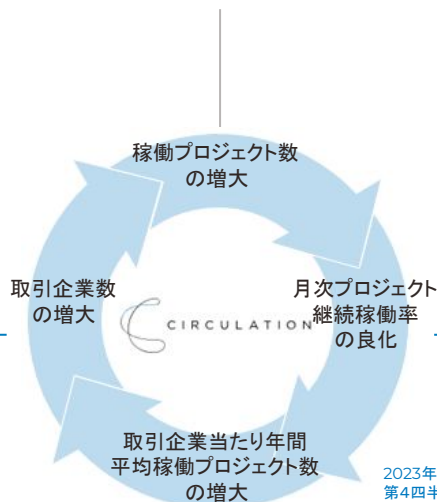 稼働プロジェクト数
の増大
取引企業数
の増大
CIRCULATION
月次プロジェクト
継続稼働率
の良化
取引企業当たり年間
平均稼働プロジェクト数
の増大
2023年
第4四半